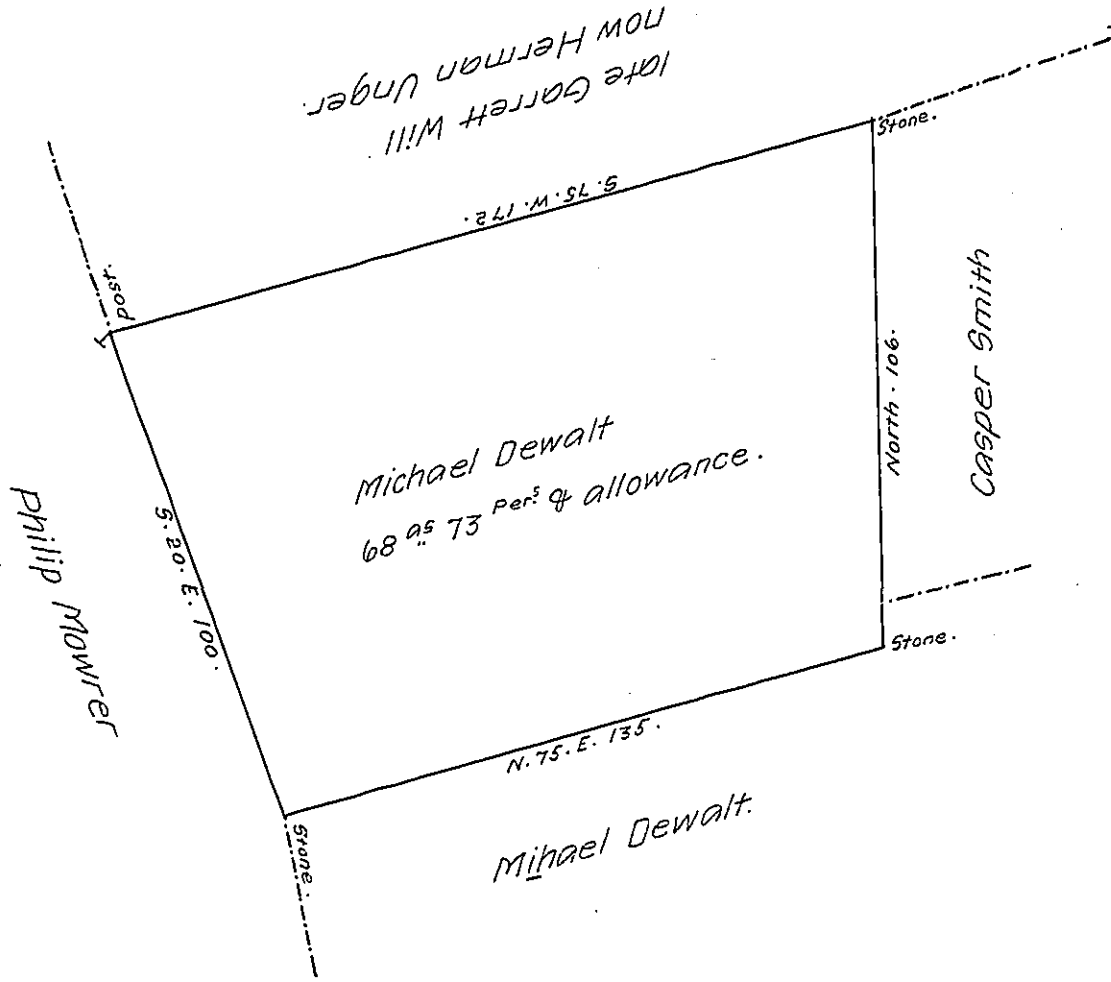 late Garrett Will
now Herman Unger.
Stone.
S. 75. W. 172.
Post.
North. 106.
Casper Smith
Michael Dewalt
68 as 73 Pers & allowance.
S. 20. E. 100.
Philip Mowrer
Stone.
N. 75. E. 135.
Stone.
Mihael Dewalt.